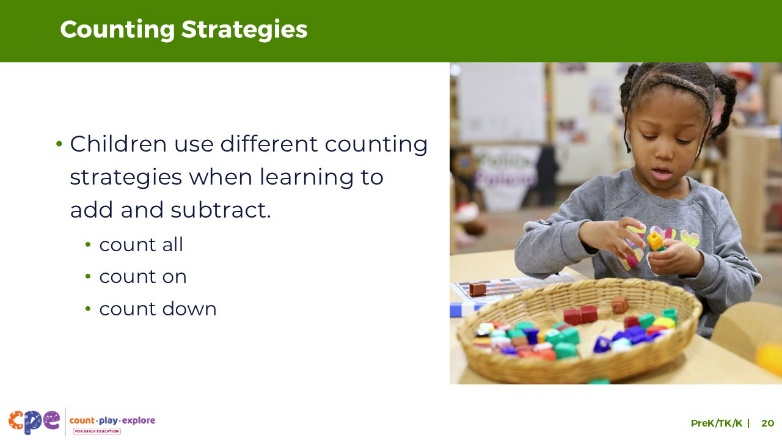 Counting Strategies
• Children use different counting
strategies when learning to
add and subtract.
• count all
• count on
• count down
cpe
count·play·explore
FOR EARLY EDUCATION
PreK/TK/K | 20